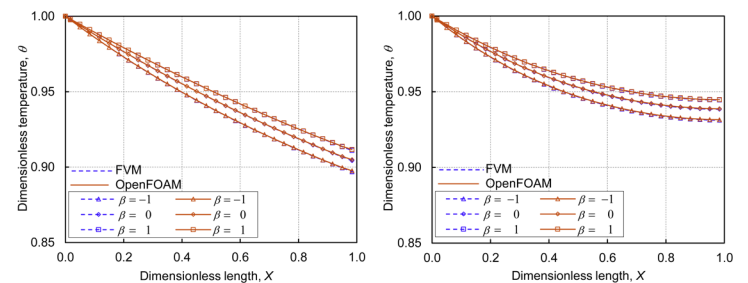 1.00
0.95
0.90
0.85
Dimensionless temperature, θ
FVM
OpenFOAM
β = −1
β = −1
β = 0
β = 0
β = 1
β = 1
0.0
0.2
0.4
0.6
0.8
1.0
Dimensionless length, X
1.00
0.95
0.90
0.85
Dimensionless temperature, θ
FVM
OpenFOAM
β = −1
β = −1
β = 0
β = 0
β = 1
β = 1
0.0
0.2
0.4
0.6
0.8
1.0
Dimensionless length, X